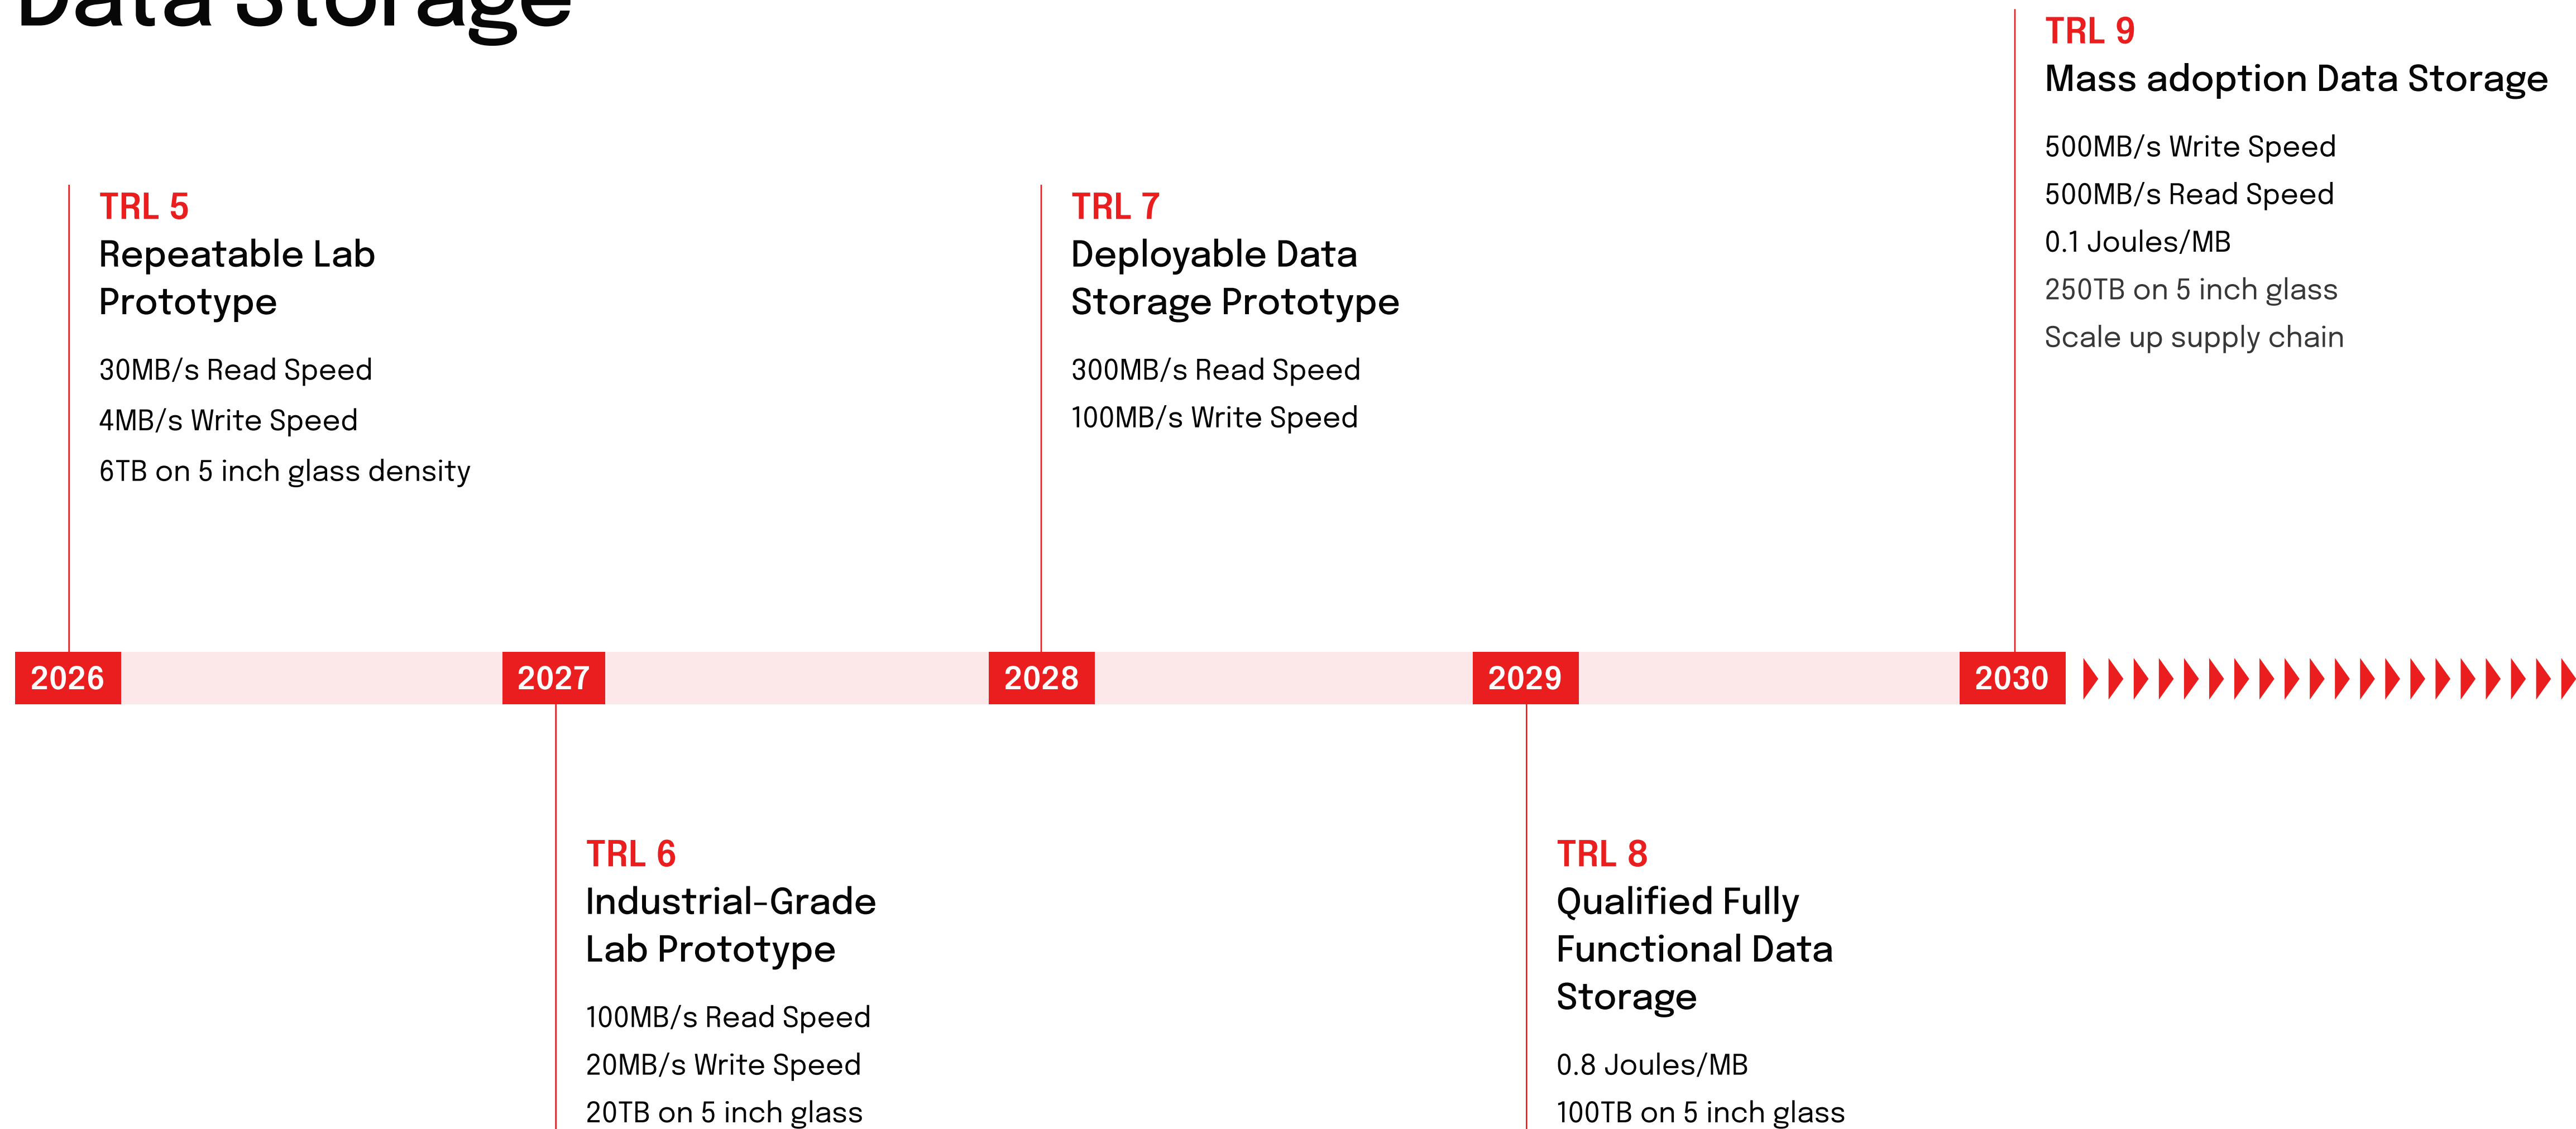 Data Storage
TRL 9
Mass adoption Data Storage
500MB/s Write Speed
500MB/s Read Speed
0.1 Joules/MB
250TB on 5 inch glass
Scale up supply chain
TRL 5
Repeatable Lab
Prototype
30MB/s Read Speed
4MB/s Write Speed
6TB on 5 inch glass density
TRL 7
Deployable Data
Storage Prototype
300MB/s Read Speed
100MB/s Write Speed
2026
2027
2028
2029
2030
TRL 6
Industrial-Grade
Lab Prototype
100MB/s Read Speed
20MB/s Write Speed
20TB on 5 inch glass
TRL 8
Qualified Fully
Functional Data
Storage
0.8 Joules/MB
100TB on 5 inch glass